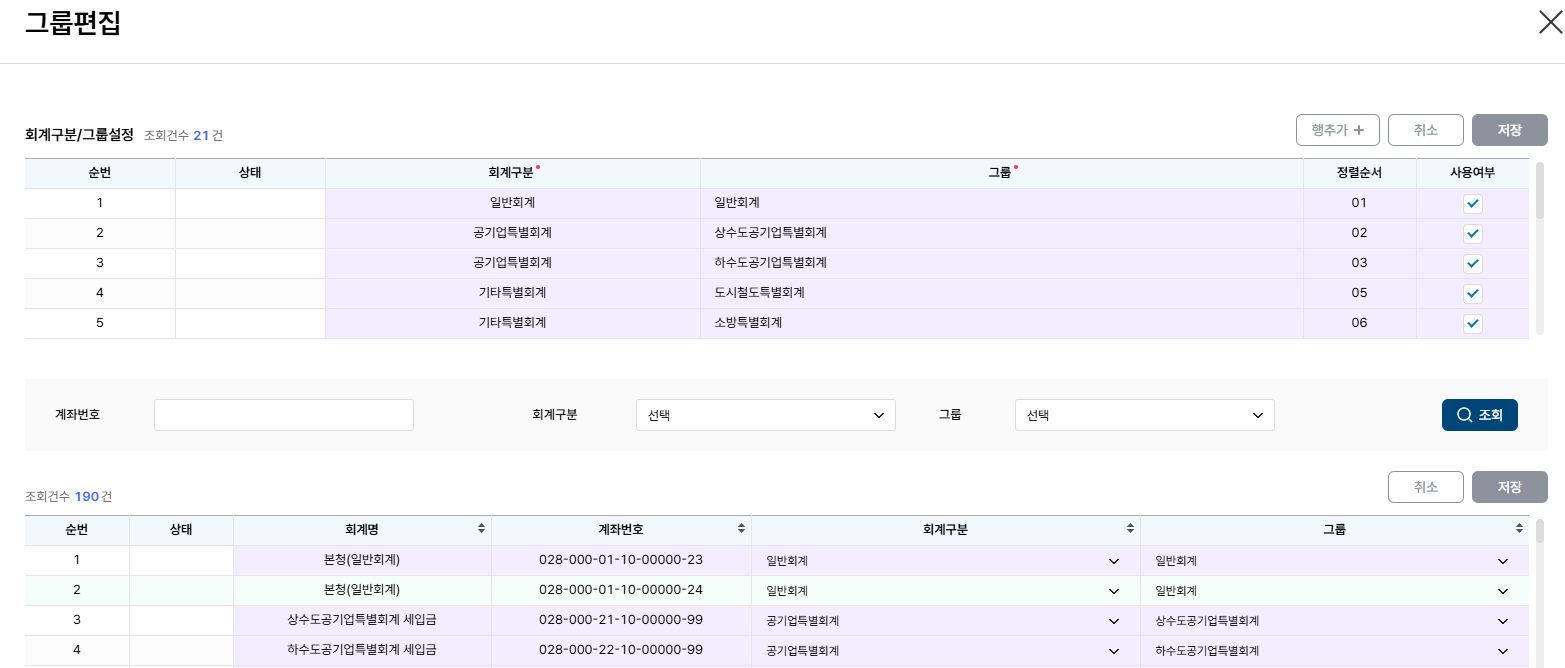 그룹편집
회계구분/그룹설정 조회건수 21 건 행추가 + 취소 저장
순번 상태 회계구분 그룹 정렬순서 사용여부
1 일반회계 일반회계 01
2 공기업특별회계 상수도공기업특별회계 02
3 공기업특별회계 하수도공기업특별회계 03
4 기타특별회계 도시철도특별회계 05
5 기타특별회계 소방특별회계 06
계좌번호 회계구분 선택 그룹 선택 조회
조회건수 190 건 취소 저장
순번 상태 회계명 계좌번호 회계구분 그룹
1 본청(일반회계) 028-000-01-10-00000-23 일반회계 일반회계
2 본청(일반회계) 028-000-01-10-00000-24 일반회계 일반회계
3 상수도공기업특별회계 세입금 028-000-21-10-00000-99 공기업특별회계 상수도공기업특별회계
4 하수도공기업특별회계 세입금 028-000-22-10-00000-99 공기업특별회계 하수도공기업특별회계